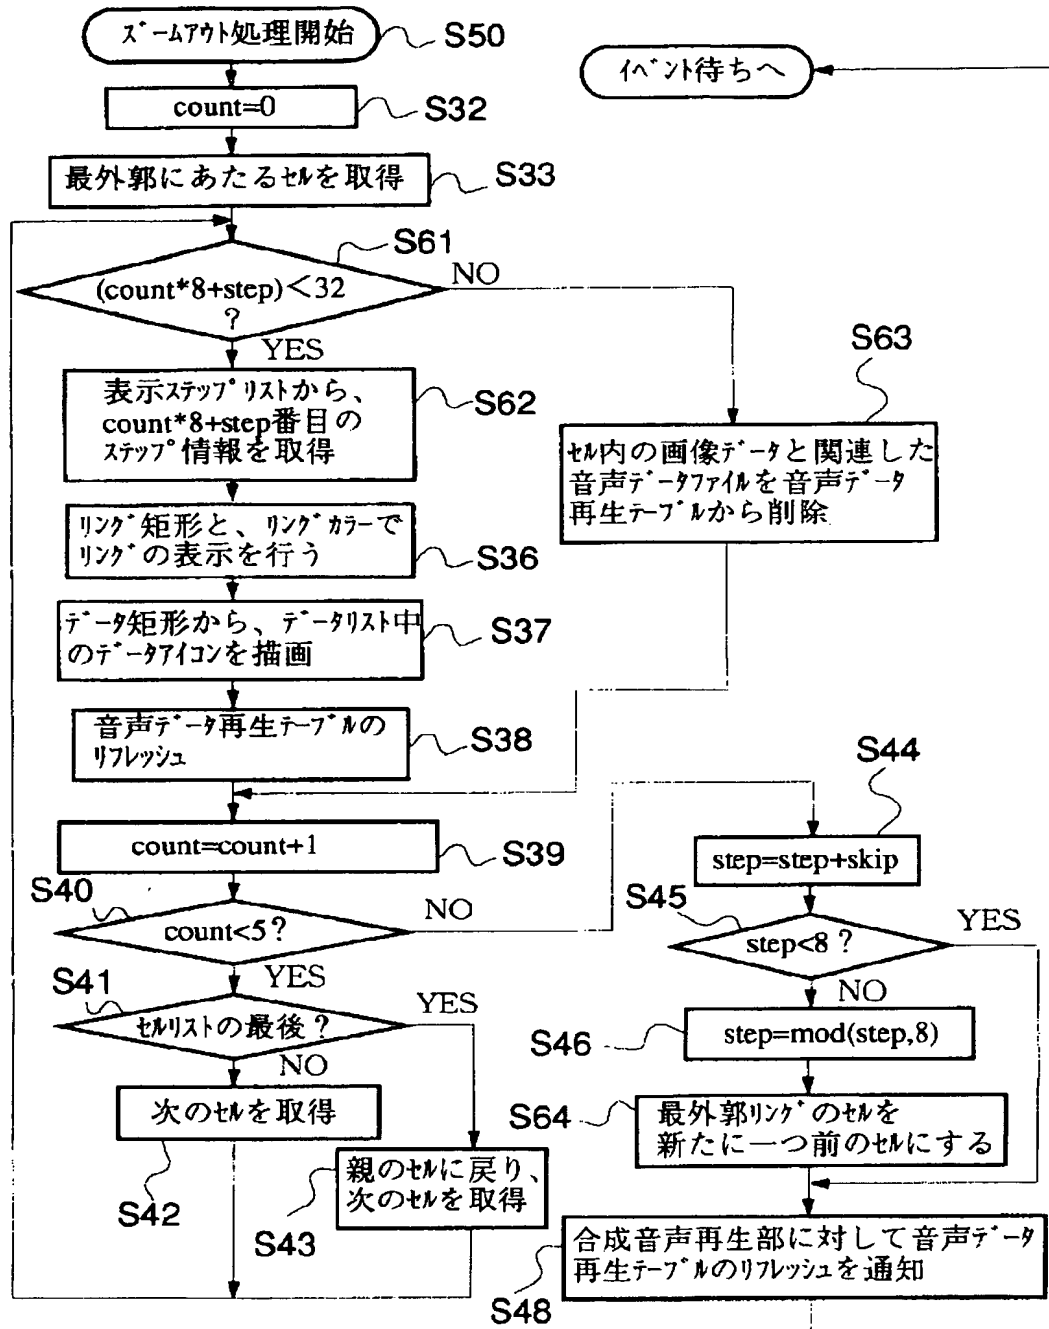 ズームアウト処理開始
S50
イベント待ちへ
count=0
S32
最外郭にあたるセルを取得
S33
S61
(count*8+step)<32
?
NO
YES
S63
表示ステップリストから、
count*8+step番目の
ステップ情報を取得
S62
セル内の画像データと関連した
音声データファイルを音声データ
再生テーブルから削除
リング矩形と、リングカラーで
リングの表示を行う
S36
データ矩形から、データリスト中
のデータアイコンを描画
S37
音声データ再生テーブルの
リフレッシュ
S38
S44
count=count+1
S39
step=step+skip
S40
count<5?
NO
YES
S45
step<8?
YES
NO
S41
セルリストの最後?
YES
NO
S46
step=mod(step,8)
次のセルを取得
S42
S64
最外郭リングのセルを
新たに一つ前のセルにする
親のセルに戻り、
次のセルを取得
S43
合成音声再生部に対して音声データ
再生テーブルのリフレッシュを通知
S48